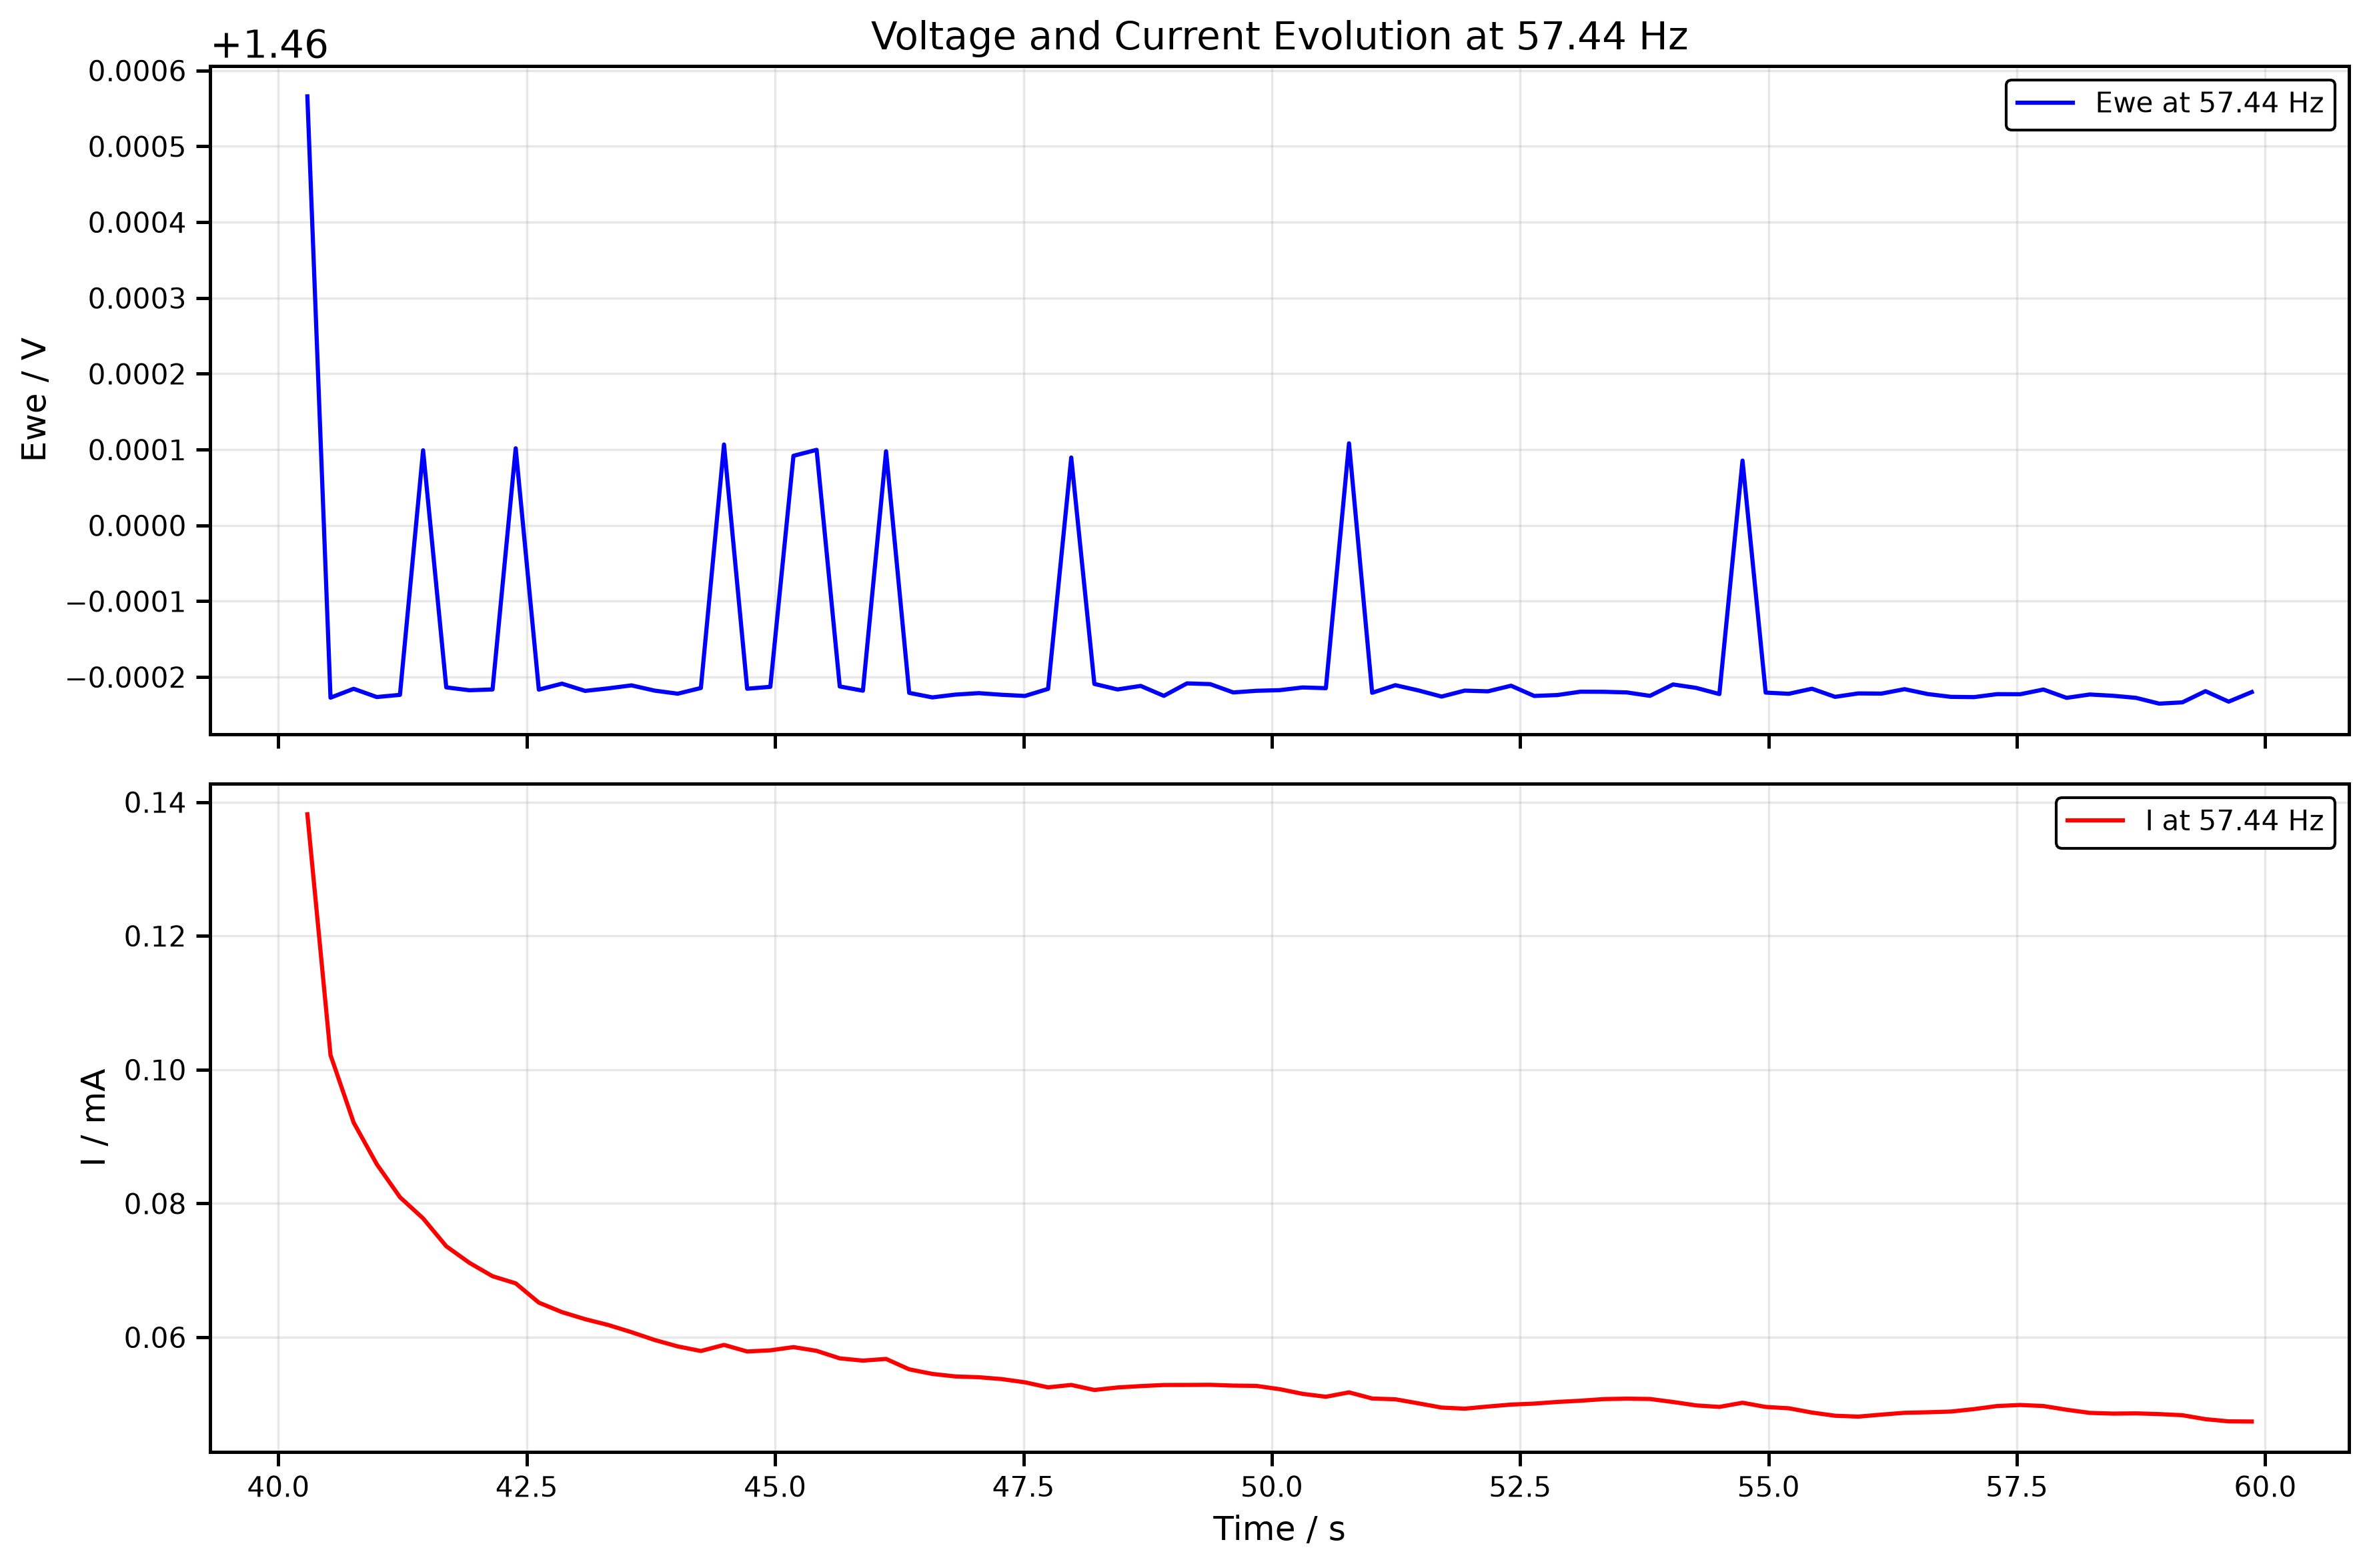 Voltage and Current Evolution at 57.44 Hz
+1.46
0.0006
0.0005
0.0004
0.0003
0.0002
0.0001
0.0000
−0.0001
−0.0002
Ewe / V
Ewe at 57.44 Hz
0.14
0.12
0.10
0.08
0.06
I / mA
I at 57.44 Hz
40.0 42.5 45.0 47.5 50.0 52.5 55.0 57.5 60.0
Time / s